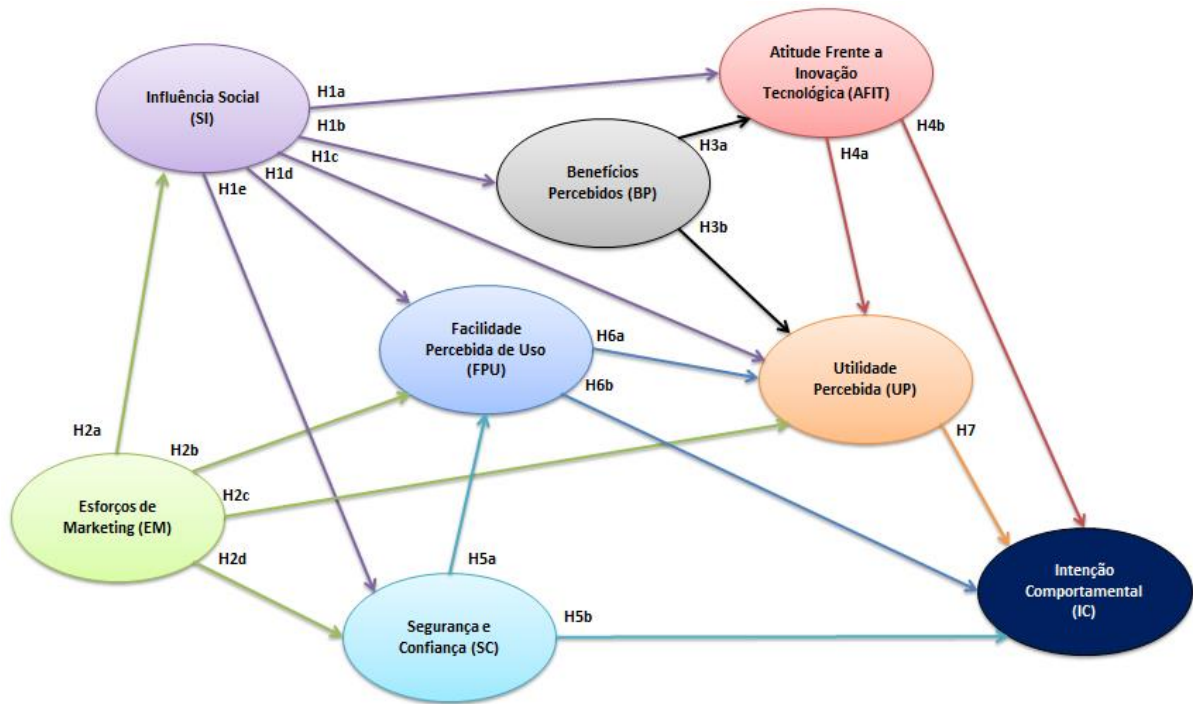 Atitude Frente a
Inovação
Tecnológica (AFIT)
Influência Social
(SI)
H1a
H1b
H1c
H1d
H1e
H3a
H4a
H4b
Benefícios
Percebidos (BP)
H3b
Facilidade
Percebida de Uso
(FPU)
H6a
H6b
Utilidade
Percebida (UP)
H2a
H2b
H2c
H2d
H7
Esforços de
Marketing (EM)
H5a
H5b
Segurança e
Confiança (SC)
Intenção
Comportamental
(IC)